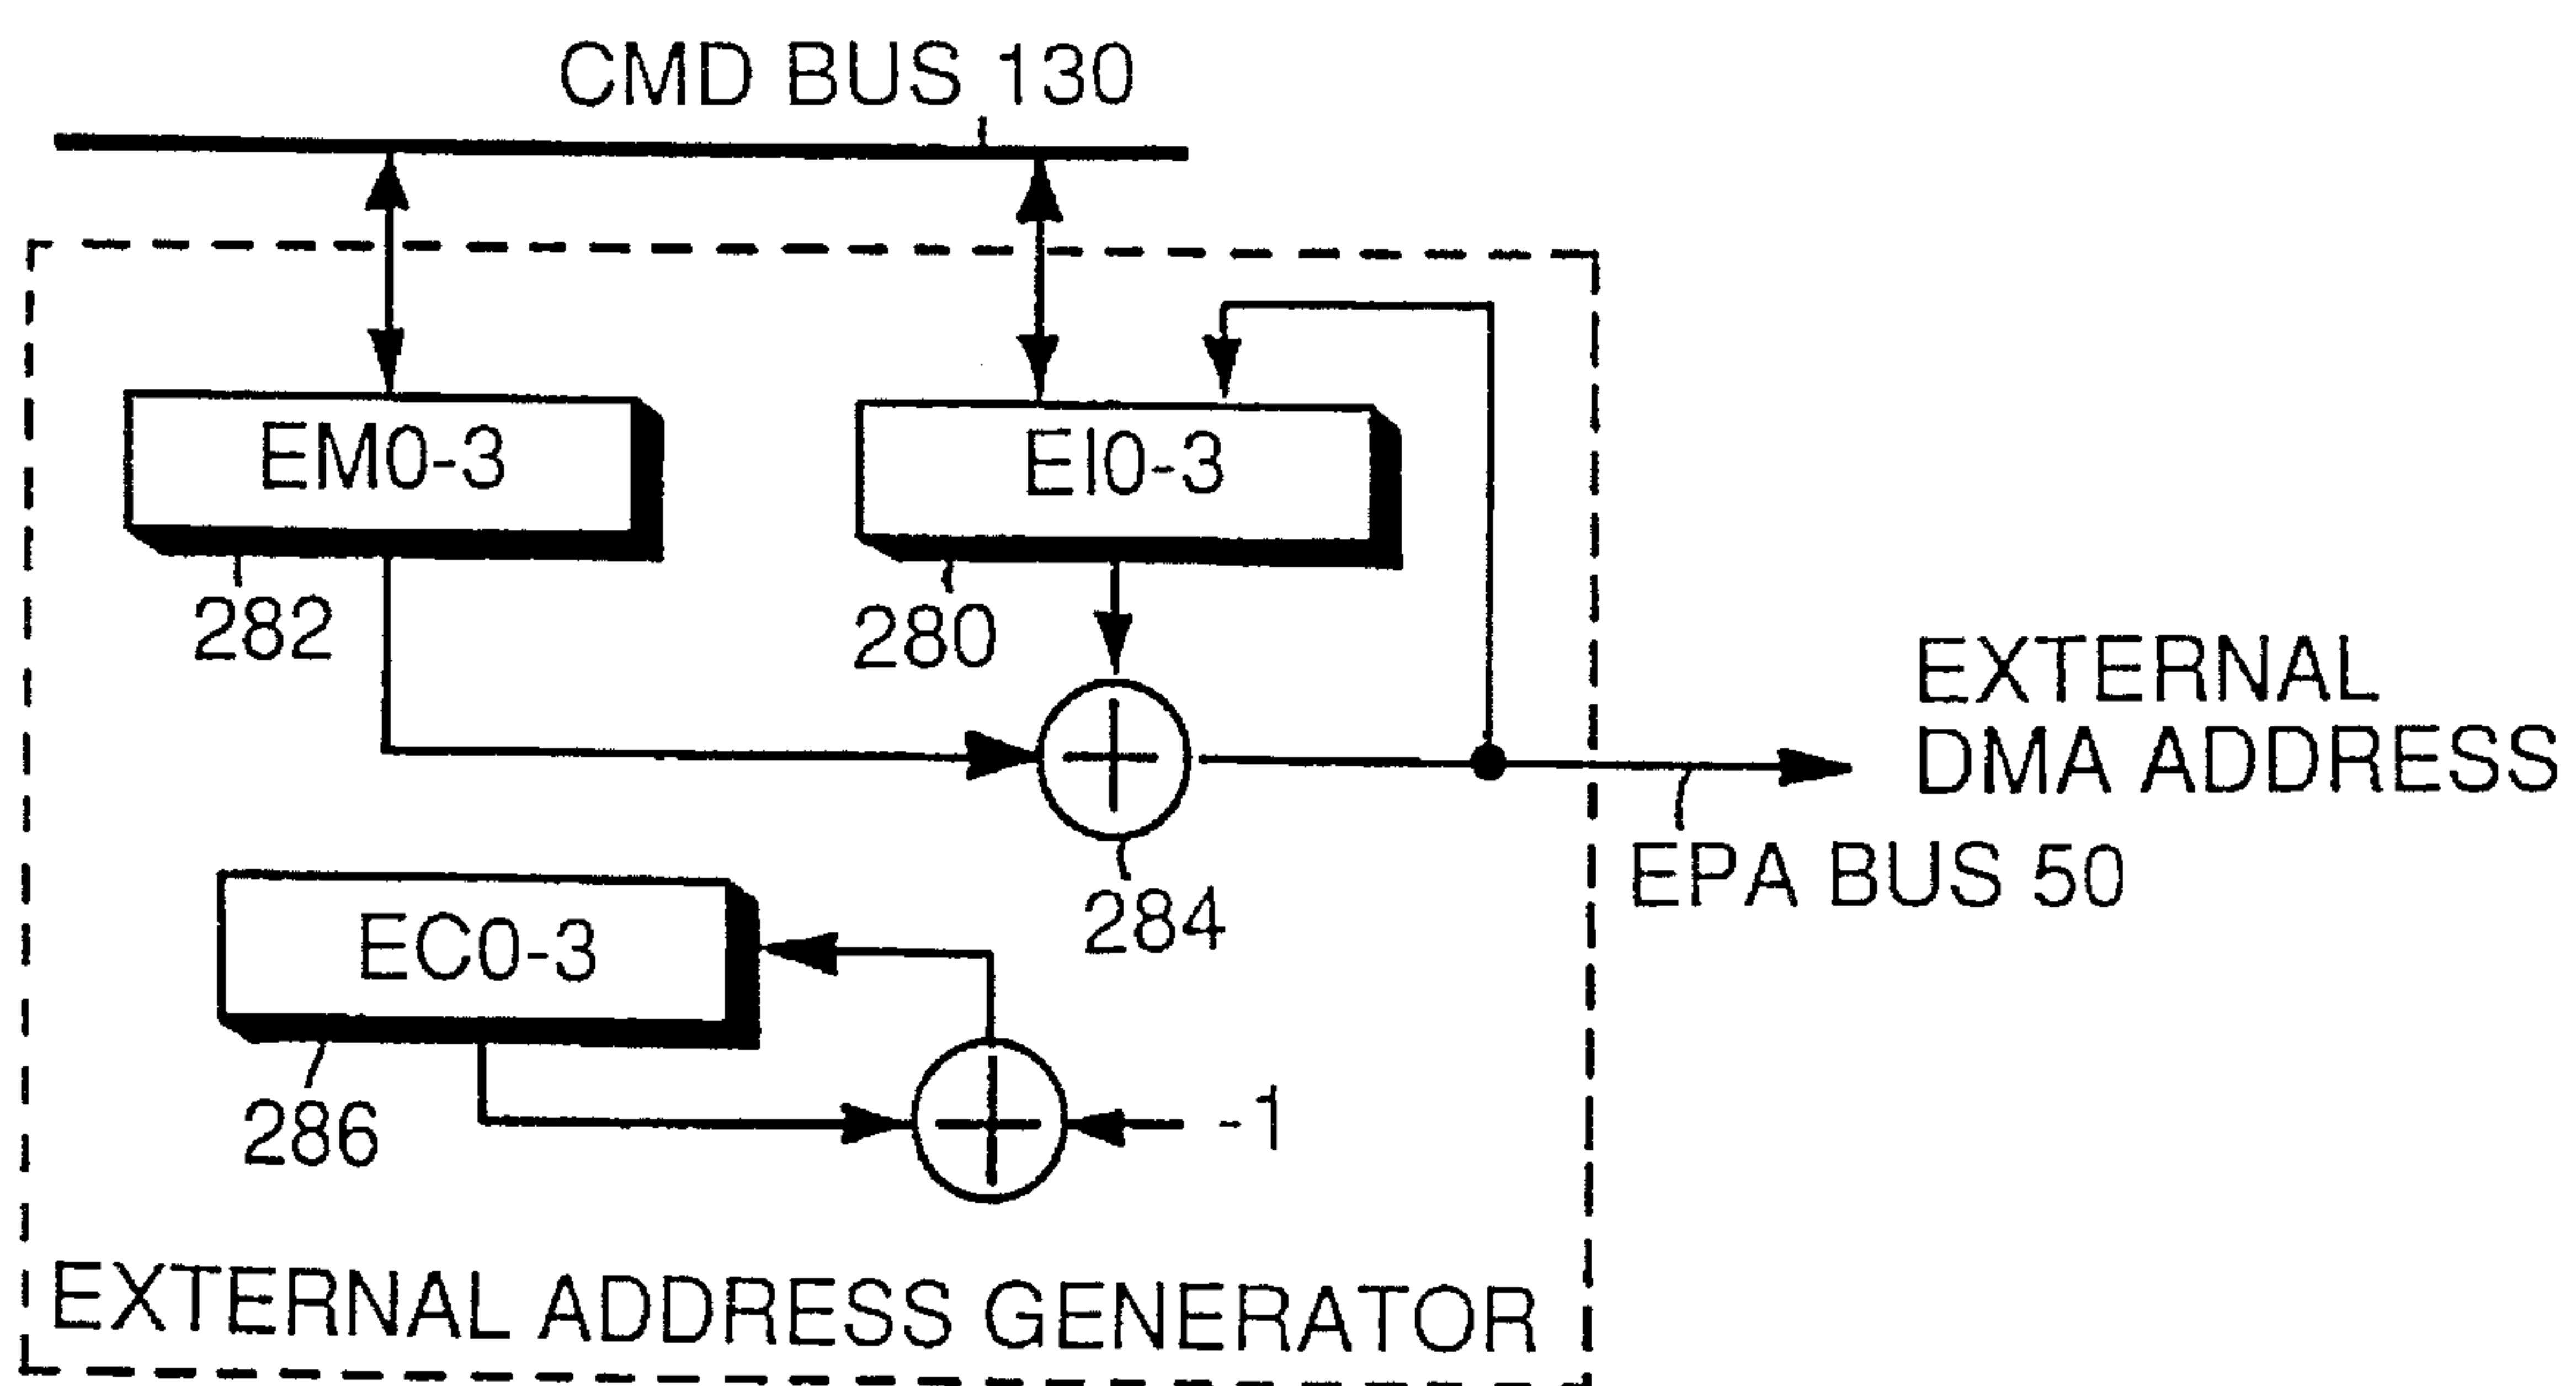 CMD BUS 130
EM0-3
EI0-3
282
280
EXTERNAL
DMA ADDRESS
EPA BUS 50
284
EC0-3
286
-1
EXTERNAL ADDRESS GENERATOR